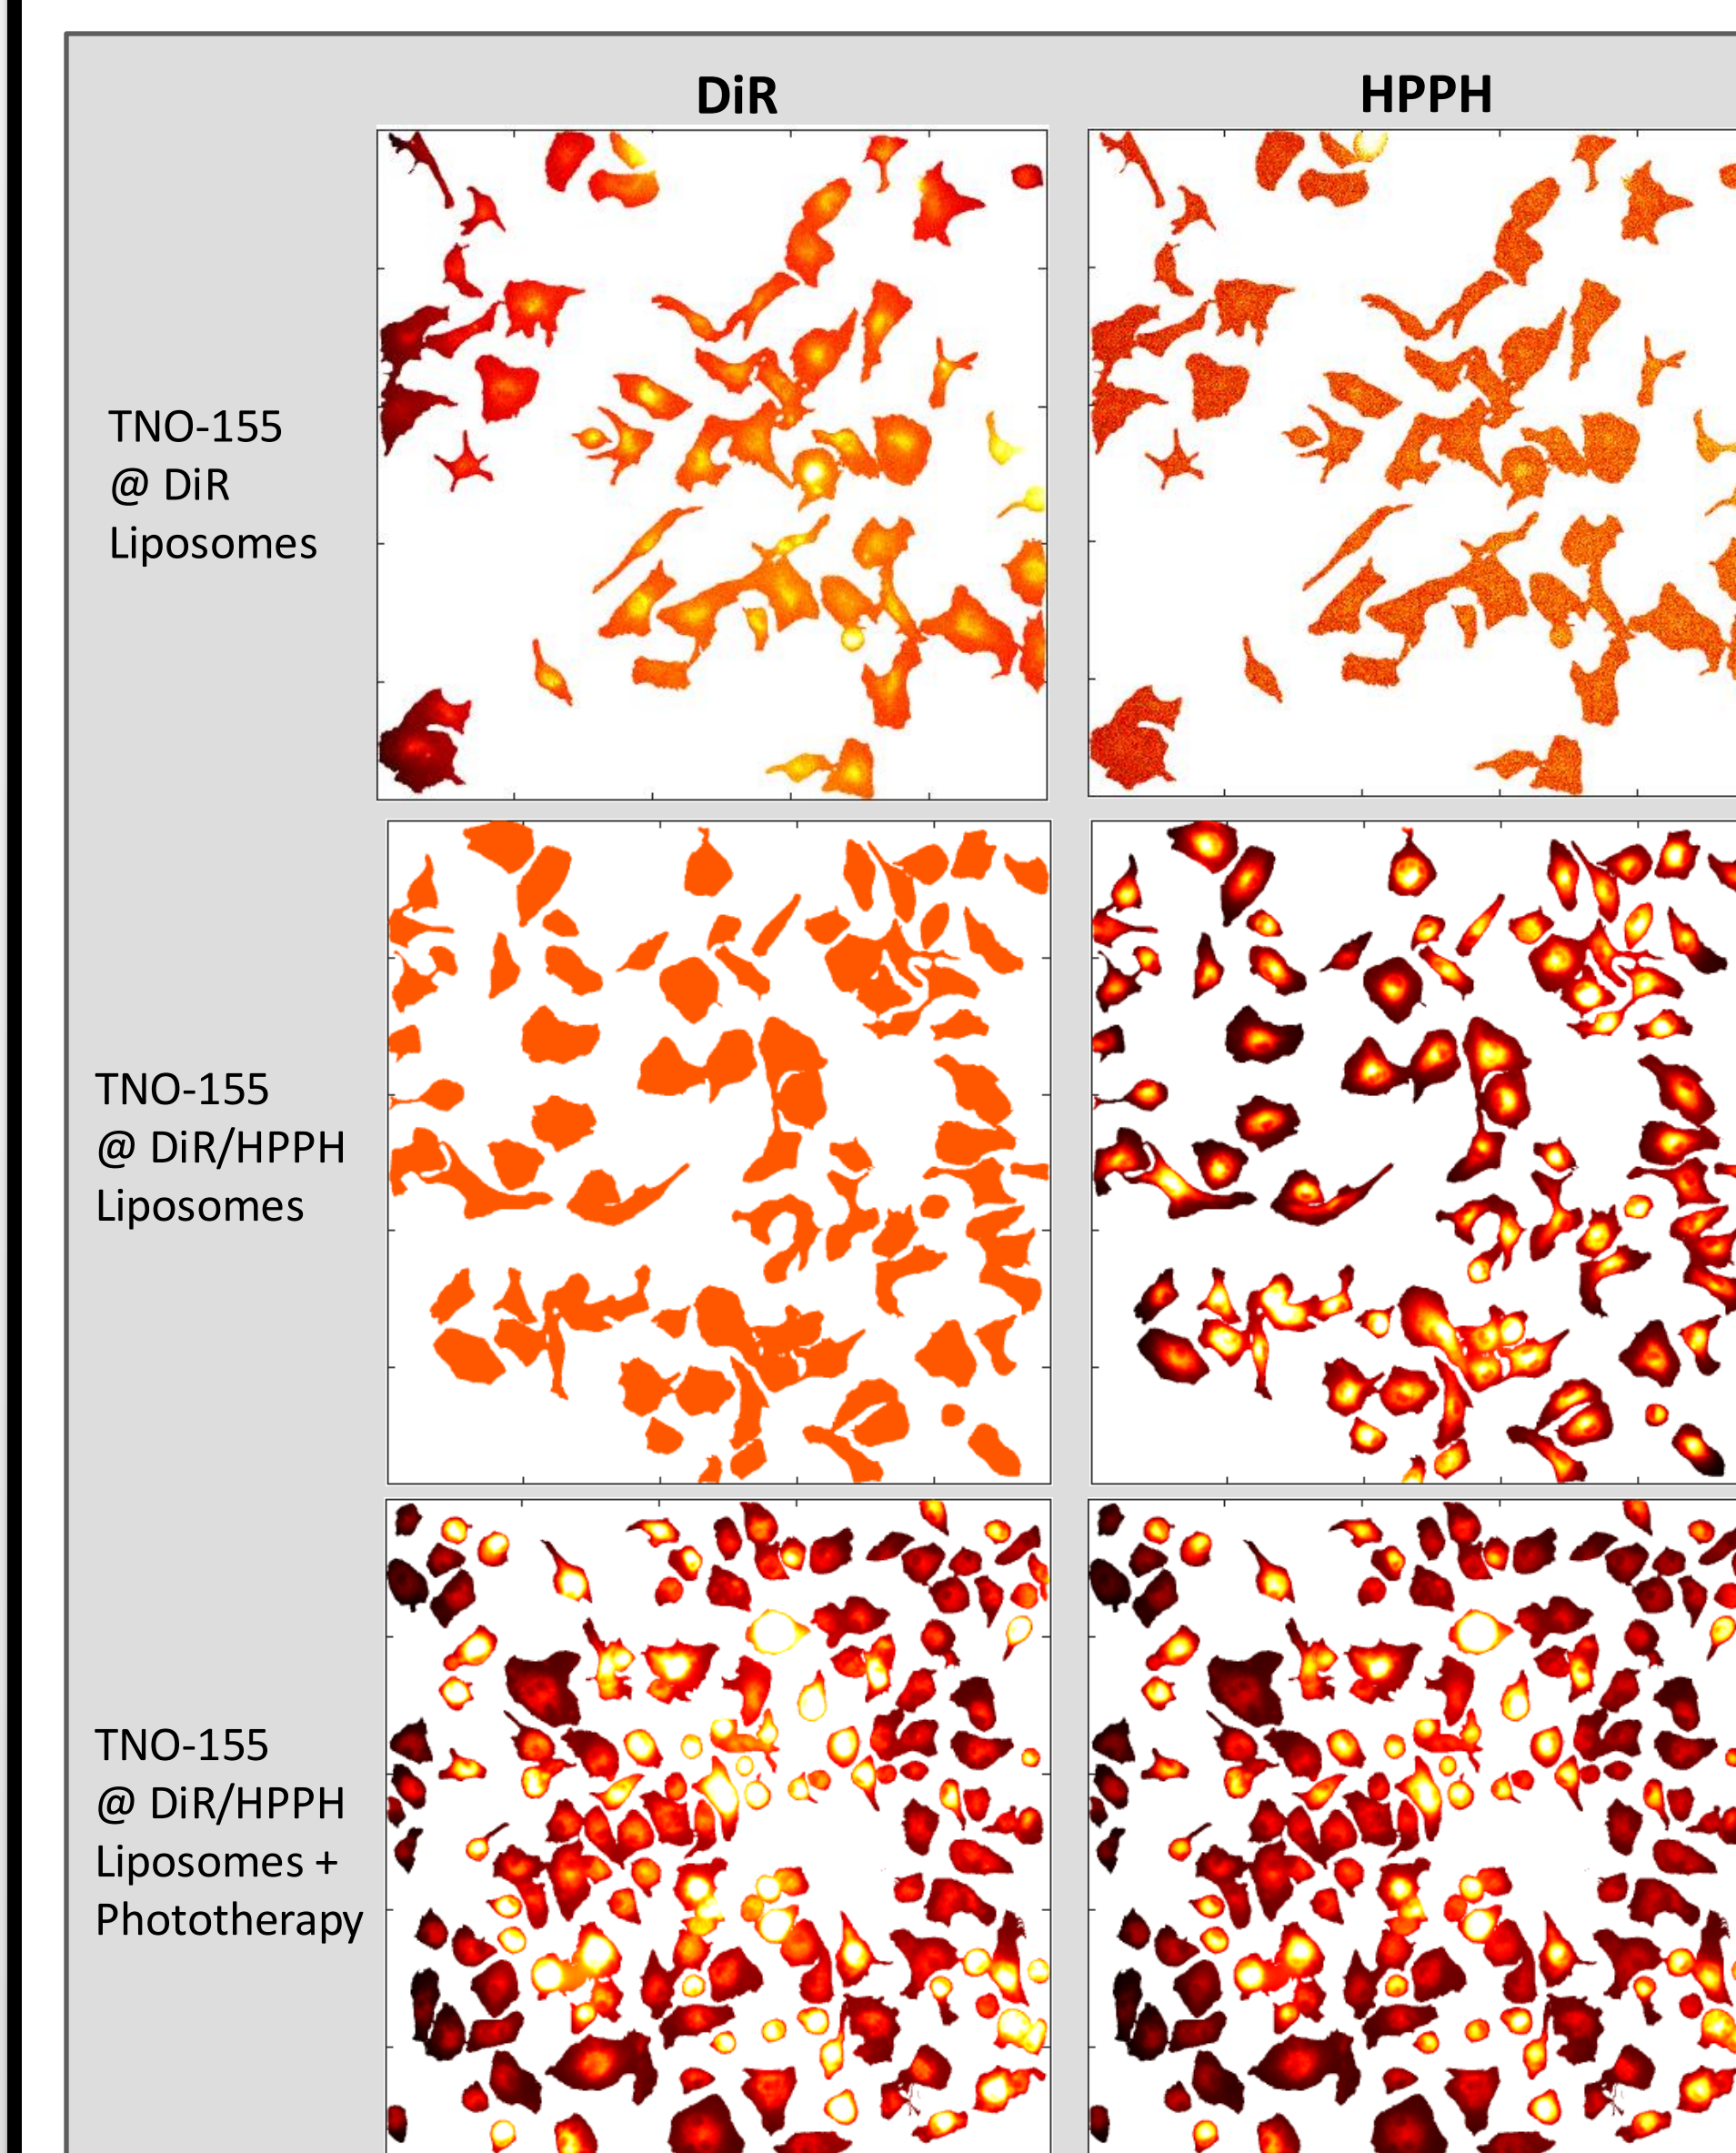 DiR
HPPH
TNO-155
@ DiR
Liposomes
TNO-155
@ DiR/HPPH
Liposomes
TNO-155
@ DiR/HPPH
Liposomes +
Phototherapy